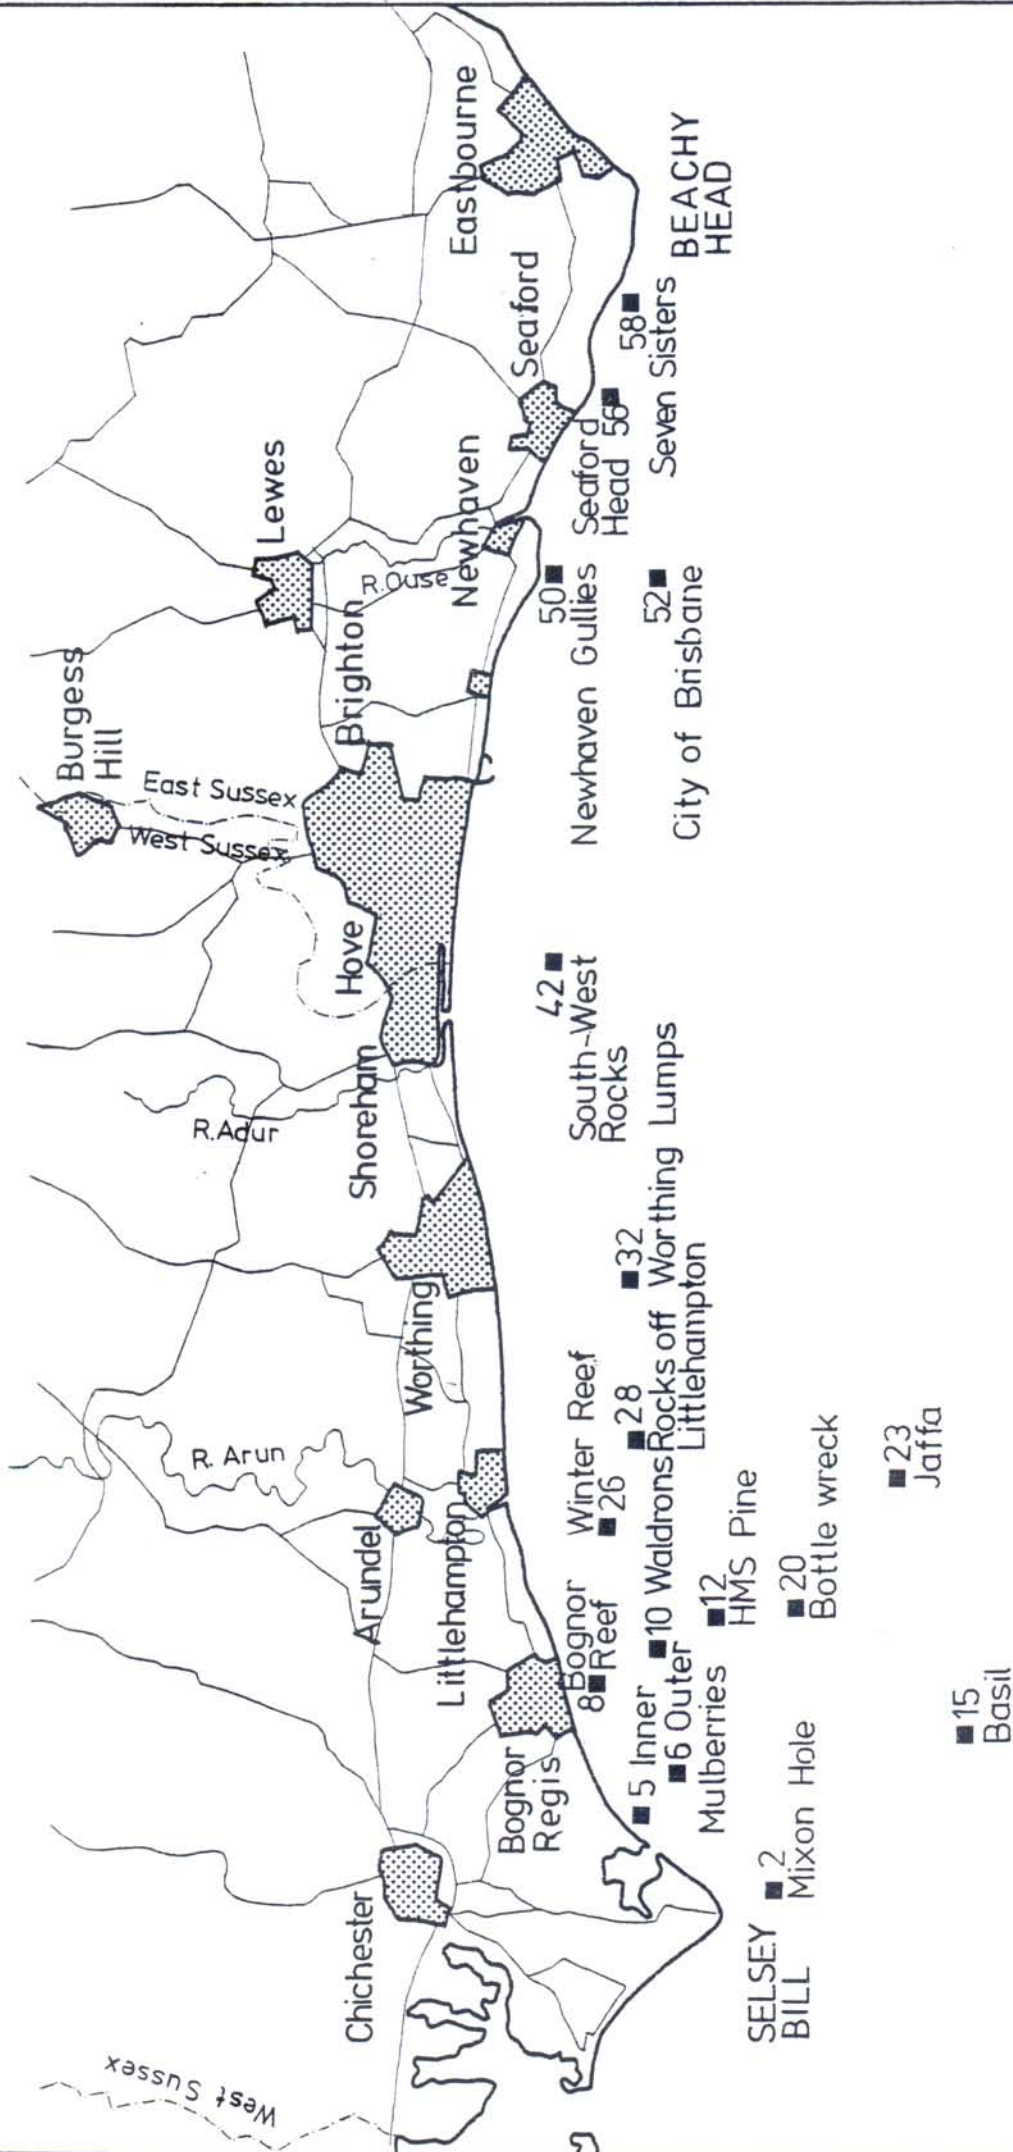 West Sussex
Chichester
SELSEY
BILL
2
Mixon Hole
Bognor
Regis
5 Inner
6 Outer
Mulberries
15
Basil
8
Bognor
Reef
10 Waldrons
12
HMS Pine
20
Bottle wreck
Arundel
Littlehampton
R. Arun
Winter Reef
26
28
Rocks off
Littlehampton
23
Jaffa
Worthing
32
Worthing Lumps
R. Adur
Shoreham
Hove
42
South-West
Rocks
West Sussex
East Sussex
Burgess
Hill
Brighton
Lewes
R. Ouse
Newhaven
50
Newhaven Gullies
52
City of Brisbane
Seaford
Seaford
Head 56
58
Seven Sisters
Eastbourne
BEACHY
HEAD